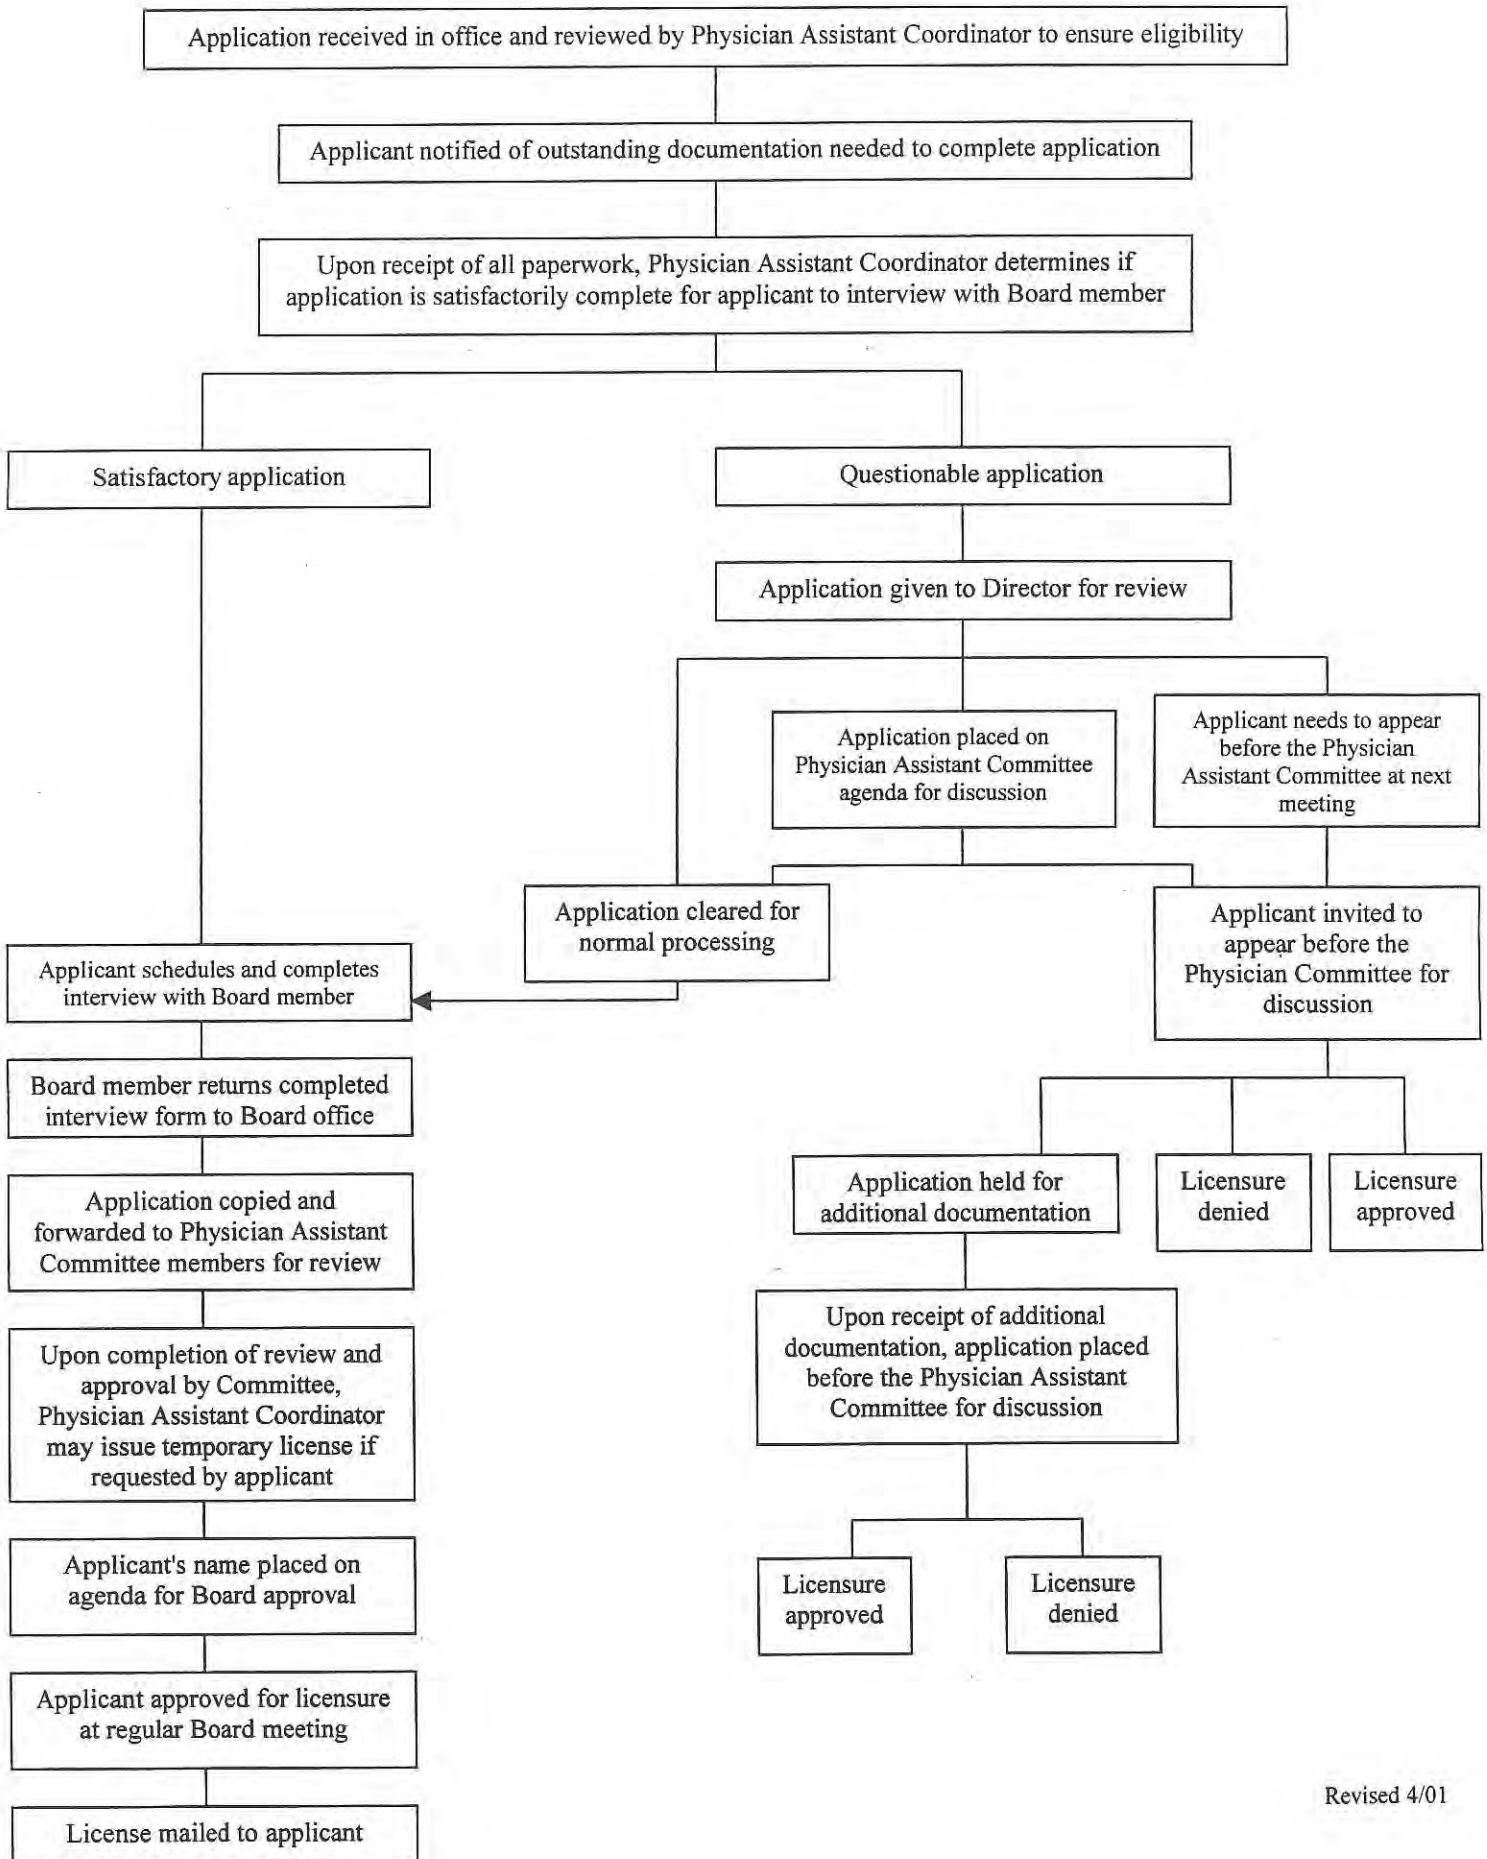 Application received in office and reviewed by Physician Assistant Coordinator to ensure eligibility
Applicant notified of outstanding documentation needed to complete application
Upon receipt of all paperwork, Physician Assistant Coordinator determines if
application is satisfactorily complete for applicant to interview with Board member
Satisfactory application
Questionable application
Application given to Director for review
Application placed on
Physician Assistant Committee
agenda for discussion
Applicant needs to appear
before the Physician
Assistant Committee at next
meeting
Application cleared for
normal processing
Applicant invited to
appear before the
Physician Committee for
discussion
Applicant schedules and completes
interview with Board member
Board member returns completed
interview form to Board office
Application copied and
forwarded to Physician Assistant
Committee members for review
Upon completion of review and
approval by Committee,
Physician Assistant Coordinator
may issue temporary license if
requested by applicant
Applicant's name placed on
agenda for Board approval
Applicant approved for licensure
at regular Board meeting
License mailed to applicant
Application held for
additional documentation
Licensure
denied
Licensure
approved
Upon receipt of additional
documentation, application placed
before the Physician Assistant
Committee for discussion
Licensure
approved
Licensure
denied
Revised 4/01